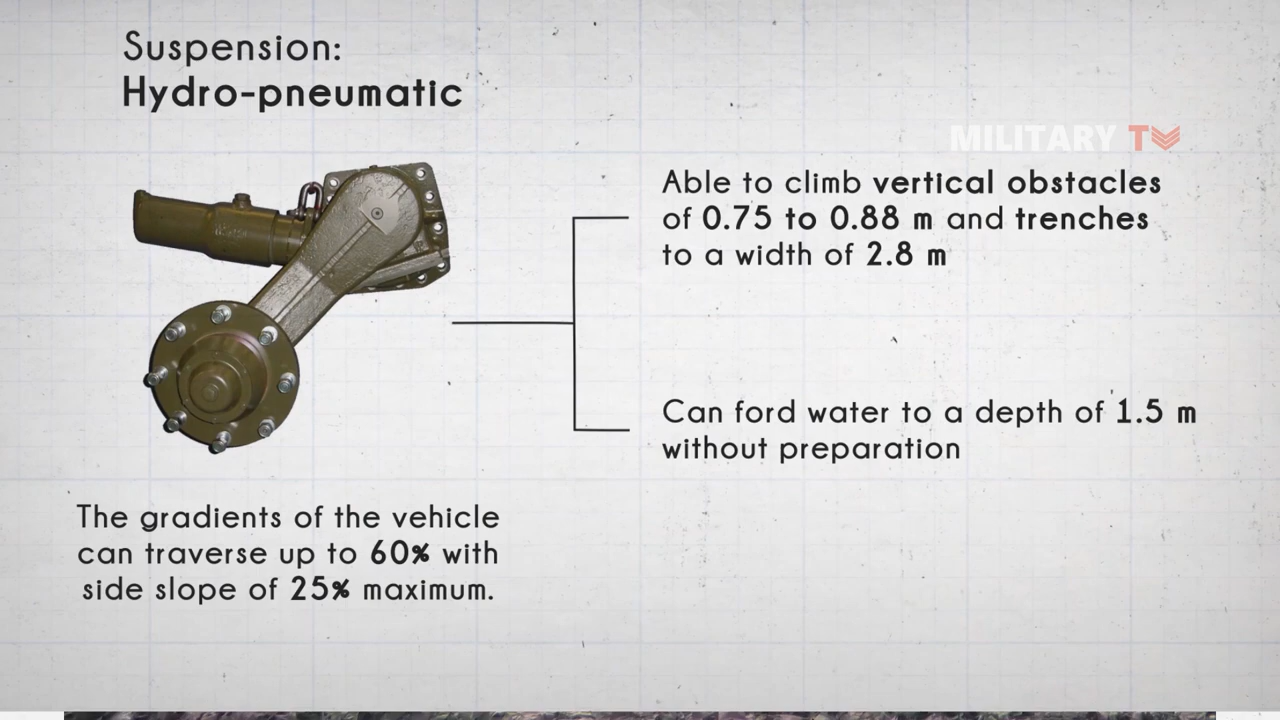 Suspension:
Hydro-pneumatic
MILITARY TV
Able to climb vertical obstacles
of 0.75 to 0.88 m and trenches
to a width of 2.8 m
Can ford water to a depth of 1.5 m
without preparation
The gradients of the vehicle
can traverse up to 60% with
side slope of 25% maximum.